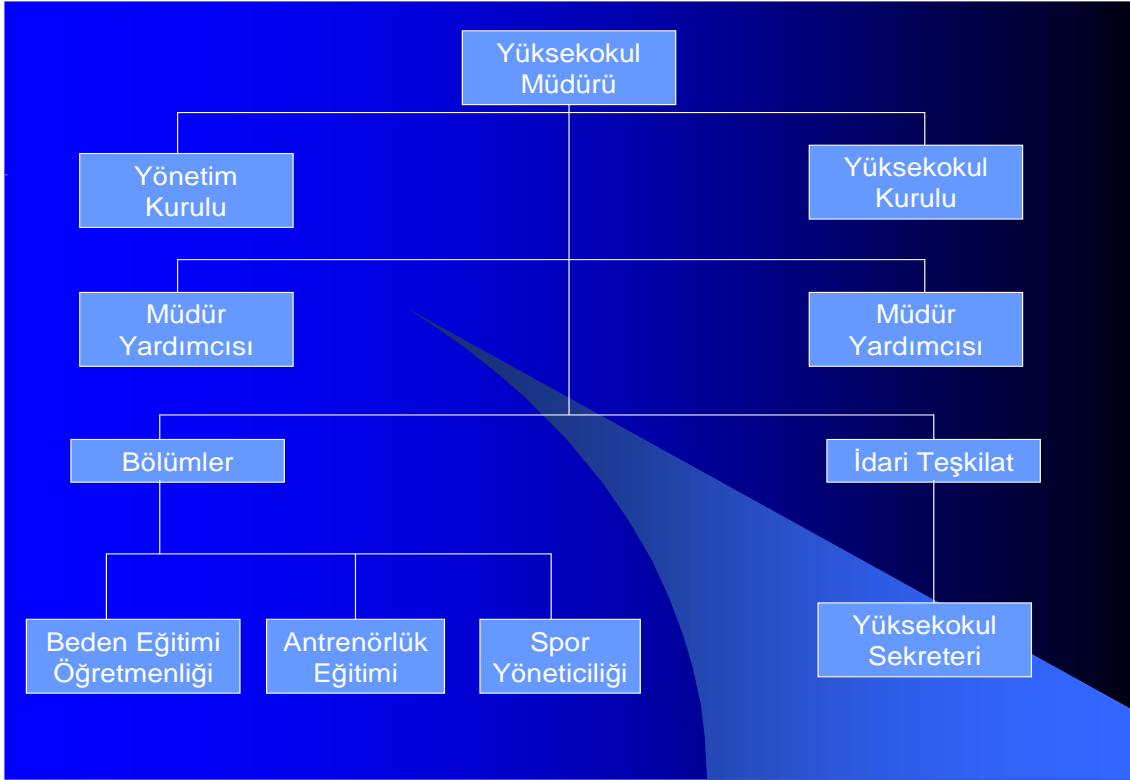 Yüksekokul
Müdürü
Yönetim
Kurulu
Yüksekokul
Kurulu
Müdür
Yardımcısı
Müdür
Yardımcısı
Bölümler
İdari Teşkilat
Beden Eğitimi
Öğretmenliği
Antrenörlük
Eğitimi
Spor
Yöneticiliği
Yüksekokul
Sekreteri